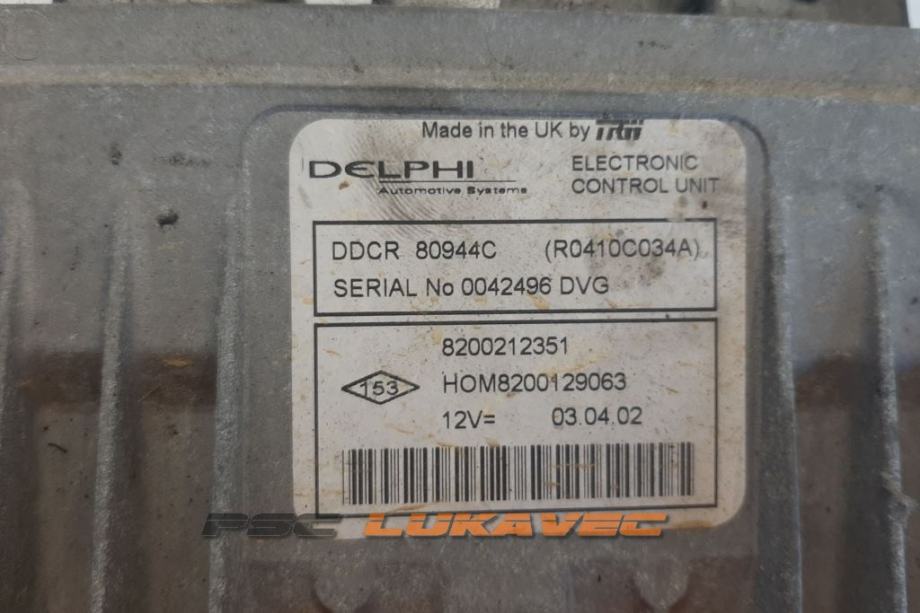 Made in the UK by TRW
DELPHI
Automotive Systems
ELECTRONIC
CONTROL UNIT
DDCR 80944C (R0410C034A)
SERIAL No 0042496 DVG
8200212351
153 HOM8200129063
12V= 03.04.02
PSC LUKAVEC